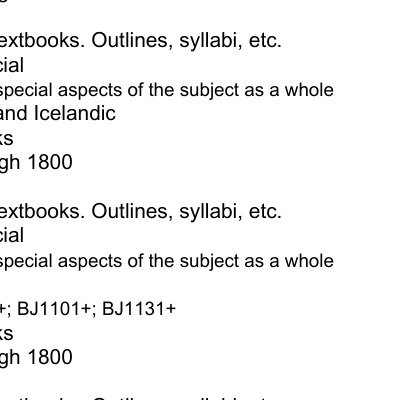 extbooks. Outlines, syllabi, etc.
cial
special aspects of the subject as a whole
and Icelandic
ks
gh 1800
extbooks. Outlines, syllabi, etc.
cial
special aspects of the subject as a whole
+; BJ1101+; BJ1131+
ks
gh 1800